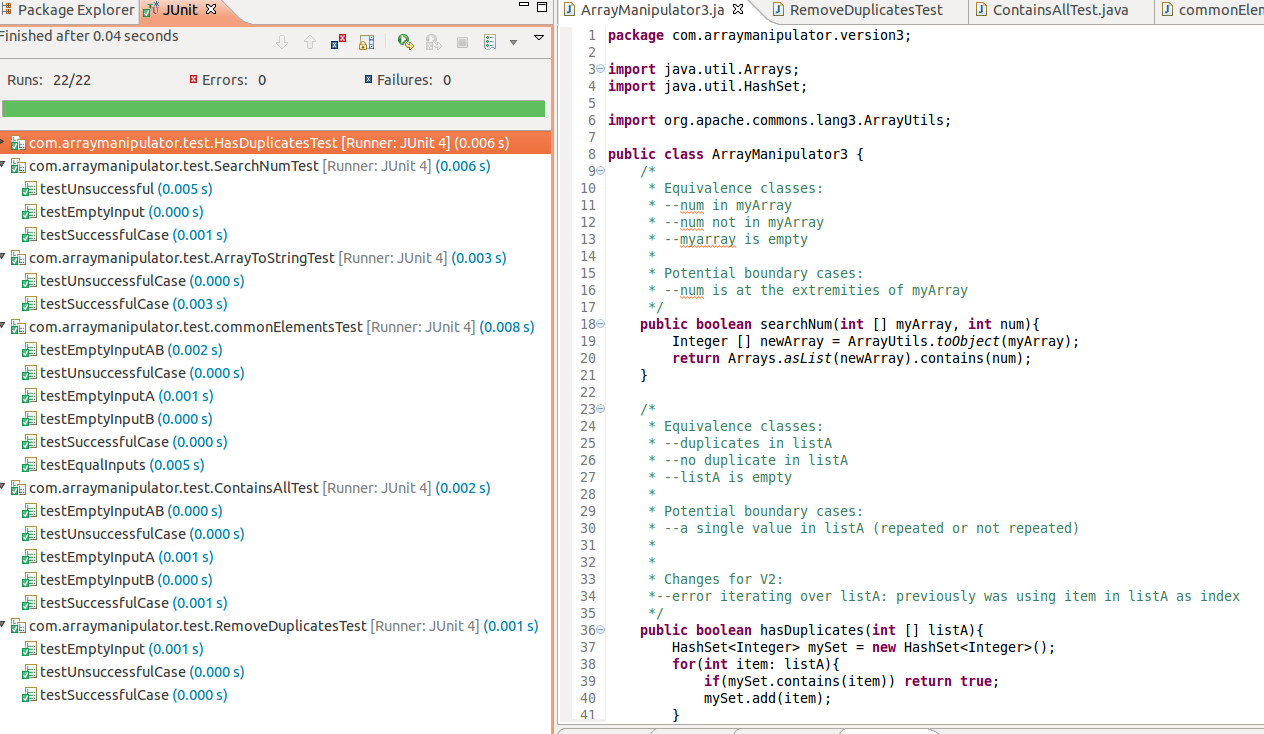 Package Explorer
JUnit
Finished after 0.04 seconds
Runs: 22/22
Errors: 0
Failures: 0
com.arraymanipulator.test.HasDuplicatesTest [Runner: JUnit 4] (0.006 s)
com.arraymanipulator.test.SearchNumTest [Runner: JUnit 4] (0.006 s)
testUnsuccessful (0.005 s)
testEmptyInput (0.000 s)
testSuccessfulCase (0.001 s)
com.arraymanipulator.test.ArrayToStringTest [Runner: JUnit 4] (0.003 s)
testUnsuccessfulCase (0.000 s)
testSuccessfulCase (0.003 s)
com.arraymanipulator.test.commonElementsTest [Runner: JUnit 4] (0.008 s)
testEmptyInputAB (0.002 s)
testUnsuccessfulCase (0.000 s)
testEmptyInputA (0.001 s)
testEmptyInputB (0.000 s)
testSuccessfulCase (0.000 s)
testEqualInputs (0.005 s)
com.arraymanipulator.test.ContainsAllTest [Runner: JUnit 4] (0.002 s)
testEmptyInputAB (0.000 s)
testUnsuccessfulCase (0.000 s)
testEmptyInputA (0.001 s)
testEmptyInputB (0.000 s)
testSuccessfulCase (0.001 s)
com.arraymanipulator.test.RemoveDuplicatesTest [Runner: JUnit 4] (0.001 s)
testEmptyInput (0.001 s)
testUnsuccessfulCase (0.000 s)
testSuccessfulCase (0.000 s)
ArrayManipulator3.ja
RemoveDuplicatesTest
ContainsAllTest.java
commonElem
1 package com.arraymanipulator.version3;
2
3 import java.util.Arrays;
4 import java.util.HashSet;
5
6 import org.apache.commons.lang3.ArrayUtils;
7
8 public class ArrayManipulator3 {
9 /*
10 * Equivalence classes:
11 * --num in myArray
12 * --num not in myArray
13 * --myarray is empty
14 *
15 * Potential boundary cases:
16 * --num is at the extremities of myArray
17 */
18 public boolean searchNum(int [] myArray, int num){
19 Integer [] newArray = ArrayUtils.toObject(myArray);
20 return Arrays.asList(newArray).contains(num);
21 }
22
23 /*
24 * Equivalence classes:
25 * --duplicates in listA
26 * --no duplicate in listA
27 * --listA is empty
28 *
29 * Potential boundary cases:
30 * --a single value in listA (repeated or not repeated)
31 *
32 *
33 * Changes for V2:
34 *--error iterating over listA: previously was using item in listA as index
35 */
36 public boolean hasDuplicates(int [] listA){
37 HashSet<Integer> mySet = new HashSet<Integer>();
38 for(int item: listA){
39 if(mySet.contains(item)) return true;
40 mySet.add(item);
41 }